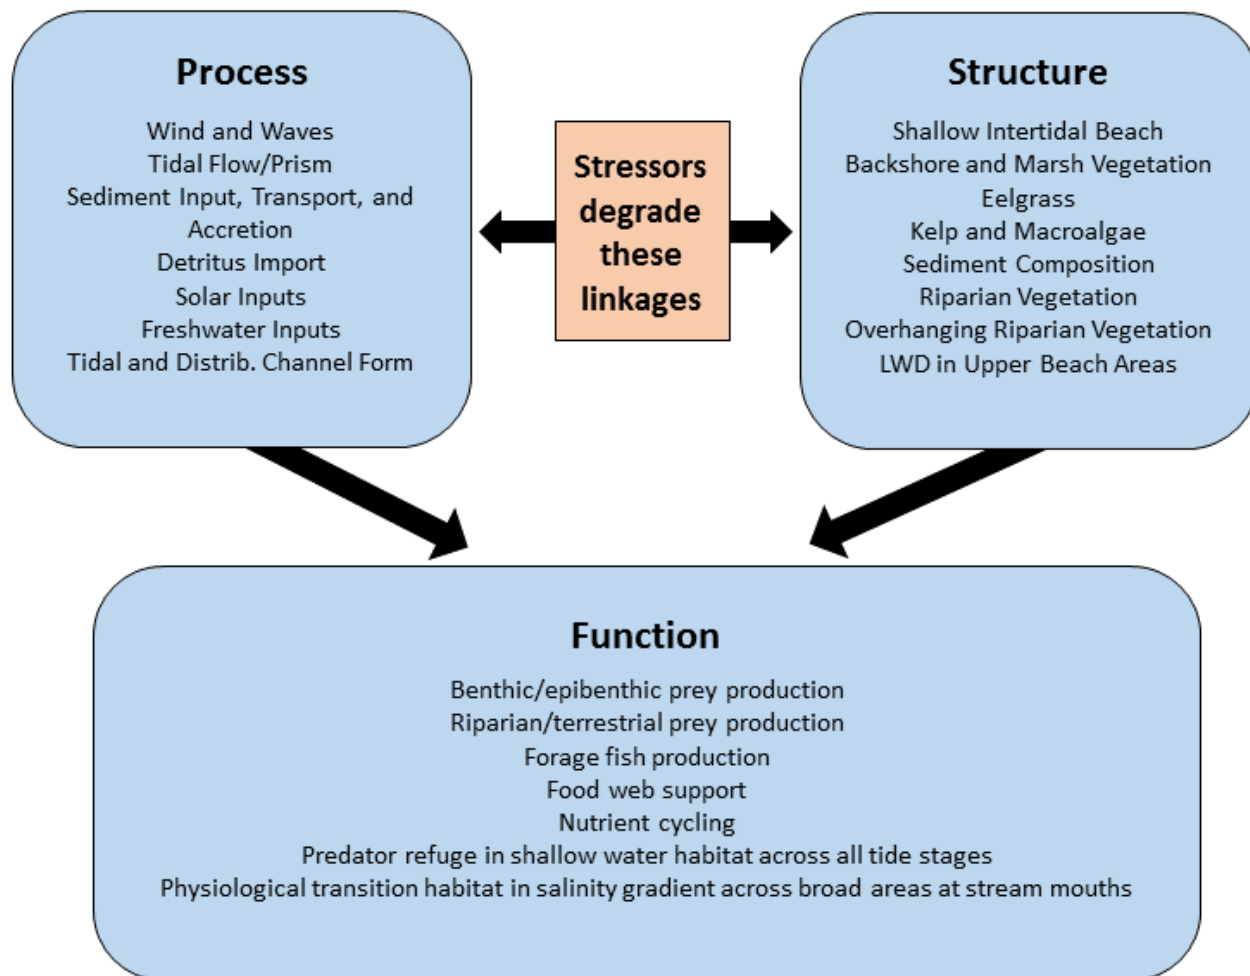 Process
Wind and Waves
Tidal Flow/Prism
Sediment Input, Transport, and
Accretion
Detritus Import
Solar Inputs
Freshwater Inputs
Tidal and Distrib. Channel Form
Stressors
degrade
these
linkages
Structure
Shallow Intertidal Beach
Backshore and Marsh Vegetation
Eelgrass
Kelp and Macroalgae
Sediment Composition
Riparian Vegetation
Overhanging Riparian Vegetation
LWD in Upper Beach Areas
Function
Benthic/epibenthic prey production
Riparian/terrestrial prey production
Forage fish production
Food web support
Nutrient cycling
Predator refuge in shallow water habitat across all tide stages
Physiological transition habitat in salinity gradient across broad areas at stream mouths